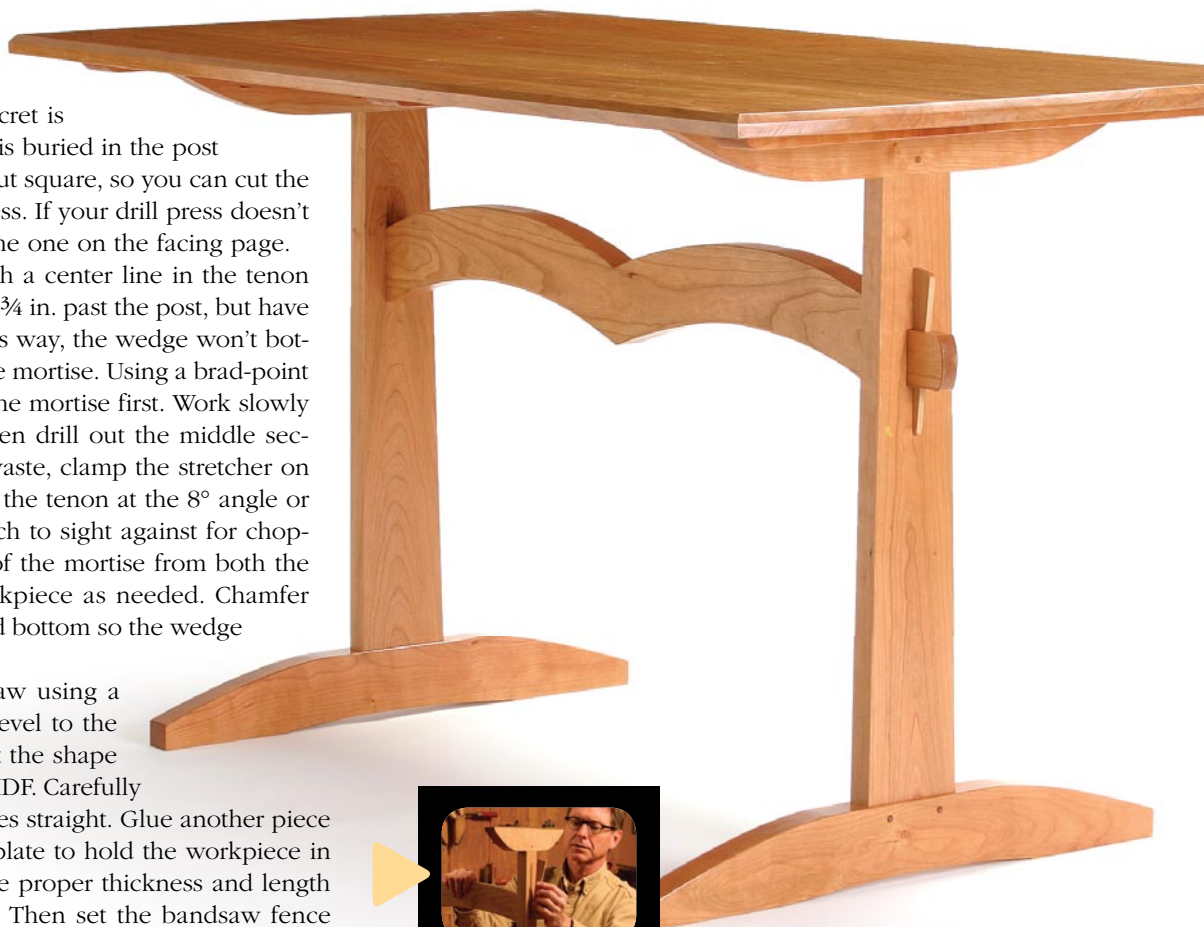 cret is
is buried in the post
ut square, so you can cut the
ss. If your drill press doesn't
ne one on the facing page.
h a center line in the tenon
¾ in. past the post, but have
s way, the wedge won't bot-
e mortise. Using a brad-point
ne mortise first. Work slowly
en drill out the middle sec-
vaste, clamp the stretcher on
the tenon at the 8° angle or
ch to sight against for chop-
of the mortise from both the
rkpiece as needed. Chamfer
d bottom so the wedge
aw using a
evel to the
t the shape
IDF. Carefully
es straight. Glue another piece
plate to hold the workpiece in
e proper thickness and length
Then set the bandsaw fence